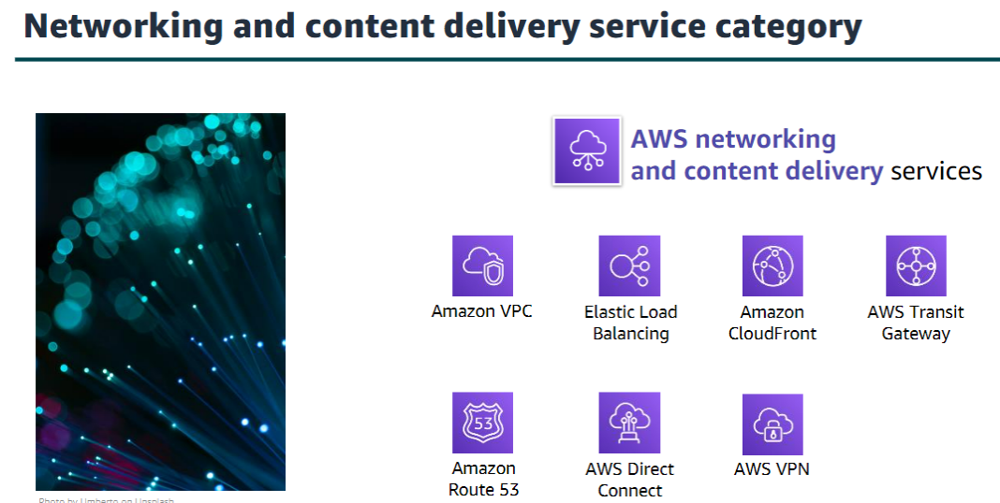 Networking and content delivery service category
AWS networking
and content delivery services
Amazon VPC
Elastic Load
Balancing
Amazon
CloudFront
AWS Transit
Gateway
53
Amazon
Route 53
AWS Direct
Connect
AWS VPN
Photo by Umberto on Unsplash